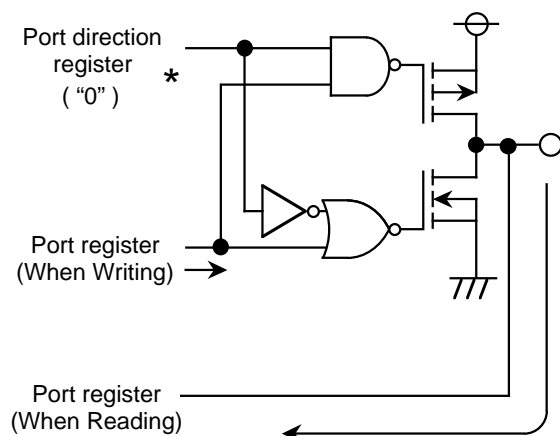 Port direction
register
( “0” )
*
Port register
(When Writing)
Port register
(When Reading)